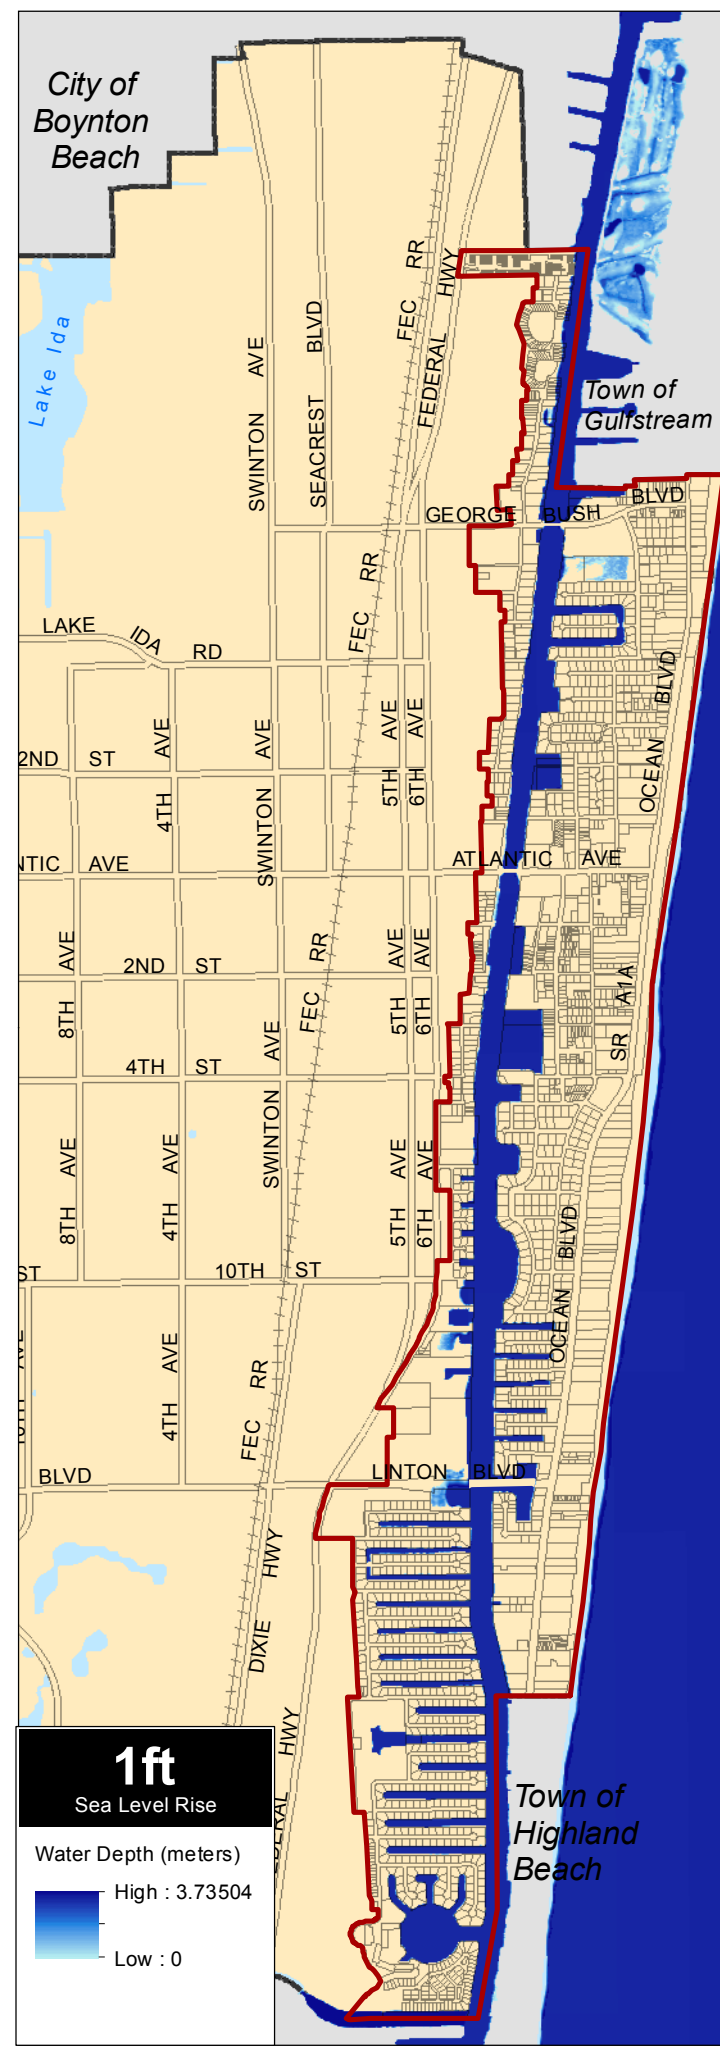 City of
Boynton
Beach
Lake Ida
SWINTON AVE
SEACREST BLVD
FEC RR
FEDERAL HWY
Town of
Gulfstream
GEORGE BUSH BLVD
FEC RR
LAKE IDA RD
OCEAN BLVD
2ND ST
4TH AVE
SWINTON AVE
5TH AVE
6TH AVE
NTIC AVE
ATLANTIC AVE
8TH AVE
2ND ST
FEC RR
5TH AVE
6TH AVE
SR A1A
4TH ST
SWINTON AVE
8TH AVE
4TH AVE
5TH AVE
6TH AVE
OCEAN BLVD
ST
10TH ST
4TH AVE
FEC RR
BLVD
LINTON BLVD
DIXIE HWY
HWY
1ft
Sea Level Rise
Water Depth (meters)
High : 3.73504
Low : 0
Town of
Highland
Beach